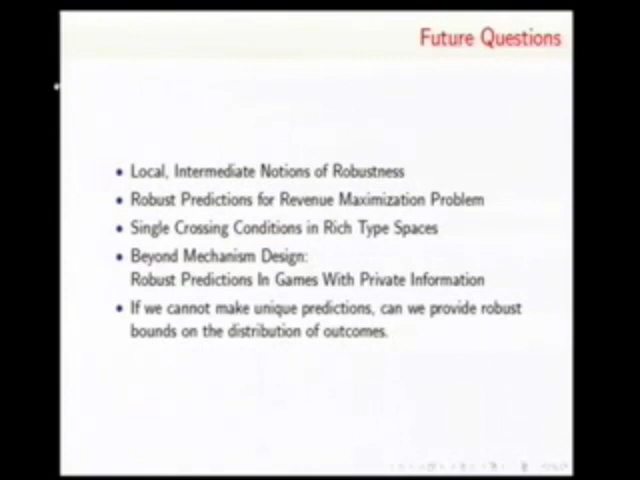 Future Questions
• Local, Intermediate Notions of Robustness
• Robust Predictions for Revenue Maximization Problem
• Single Crossing Conditions in Rich Type Spaces
• Beyond Mechanism Design:
Robust Predictions In Games With Private Information
• If we cannot make unique predictions, can we provide robust
bounds on the distribution of outcomes.